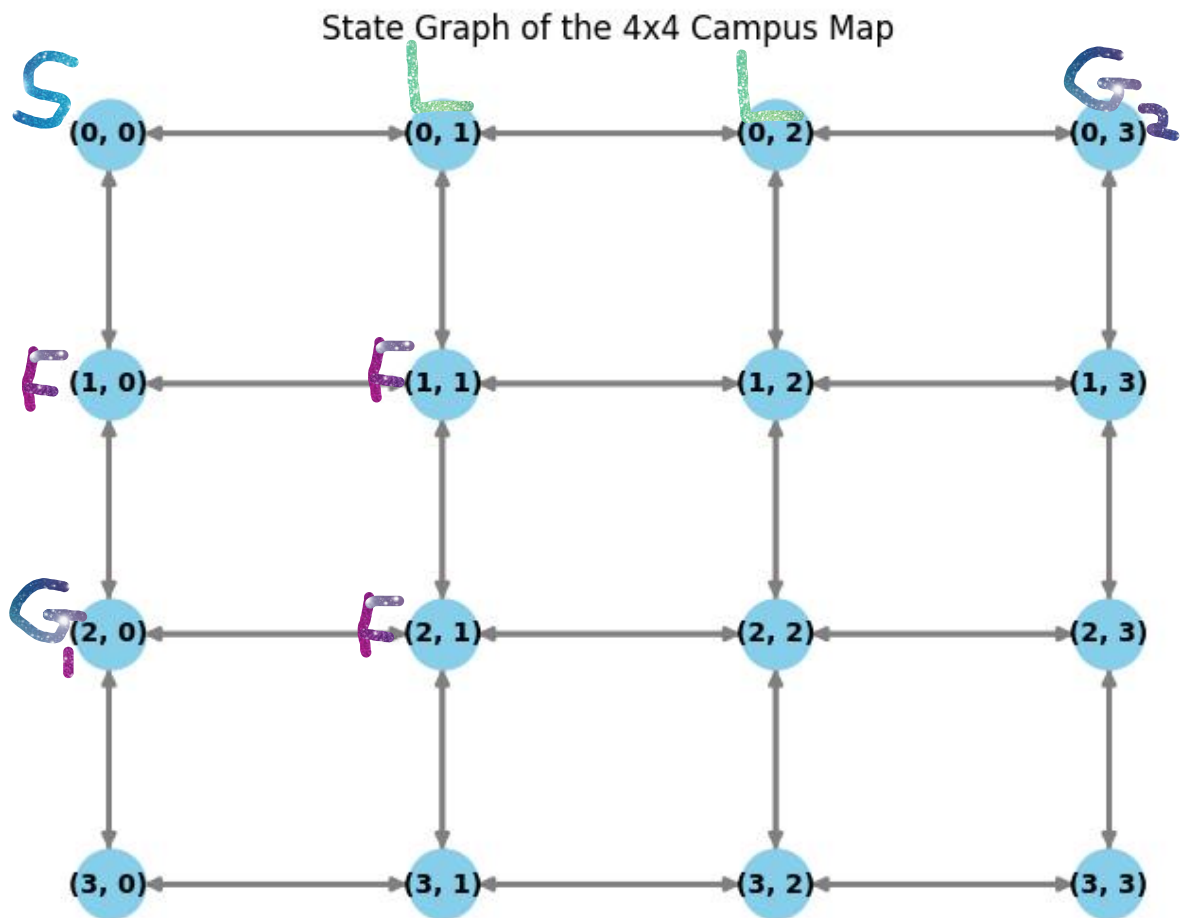 State Graph of the 4x4 Campus Map
S L L G2
(0, 0) (0, 1) (0, 2) (0, 3)
F (1, 0) F (1, 1) (1, 2) (1, 3)
G1 (2, 0) F (2, 1) (2, 2) (2, 3)
(3, 0) (3, 1) (3, 2) (3, 3)